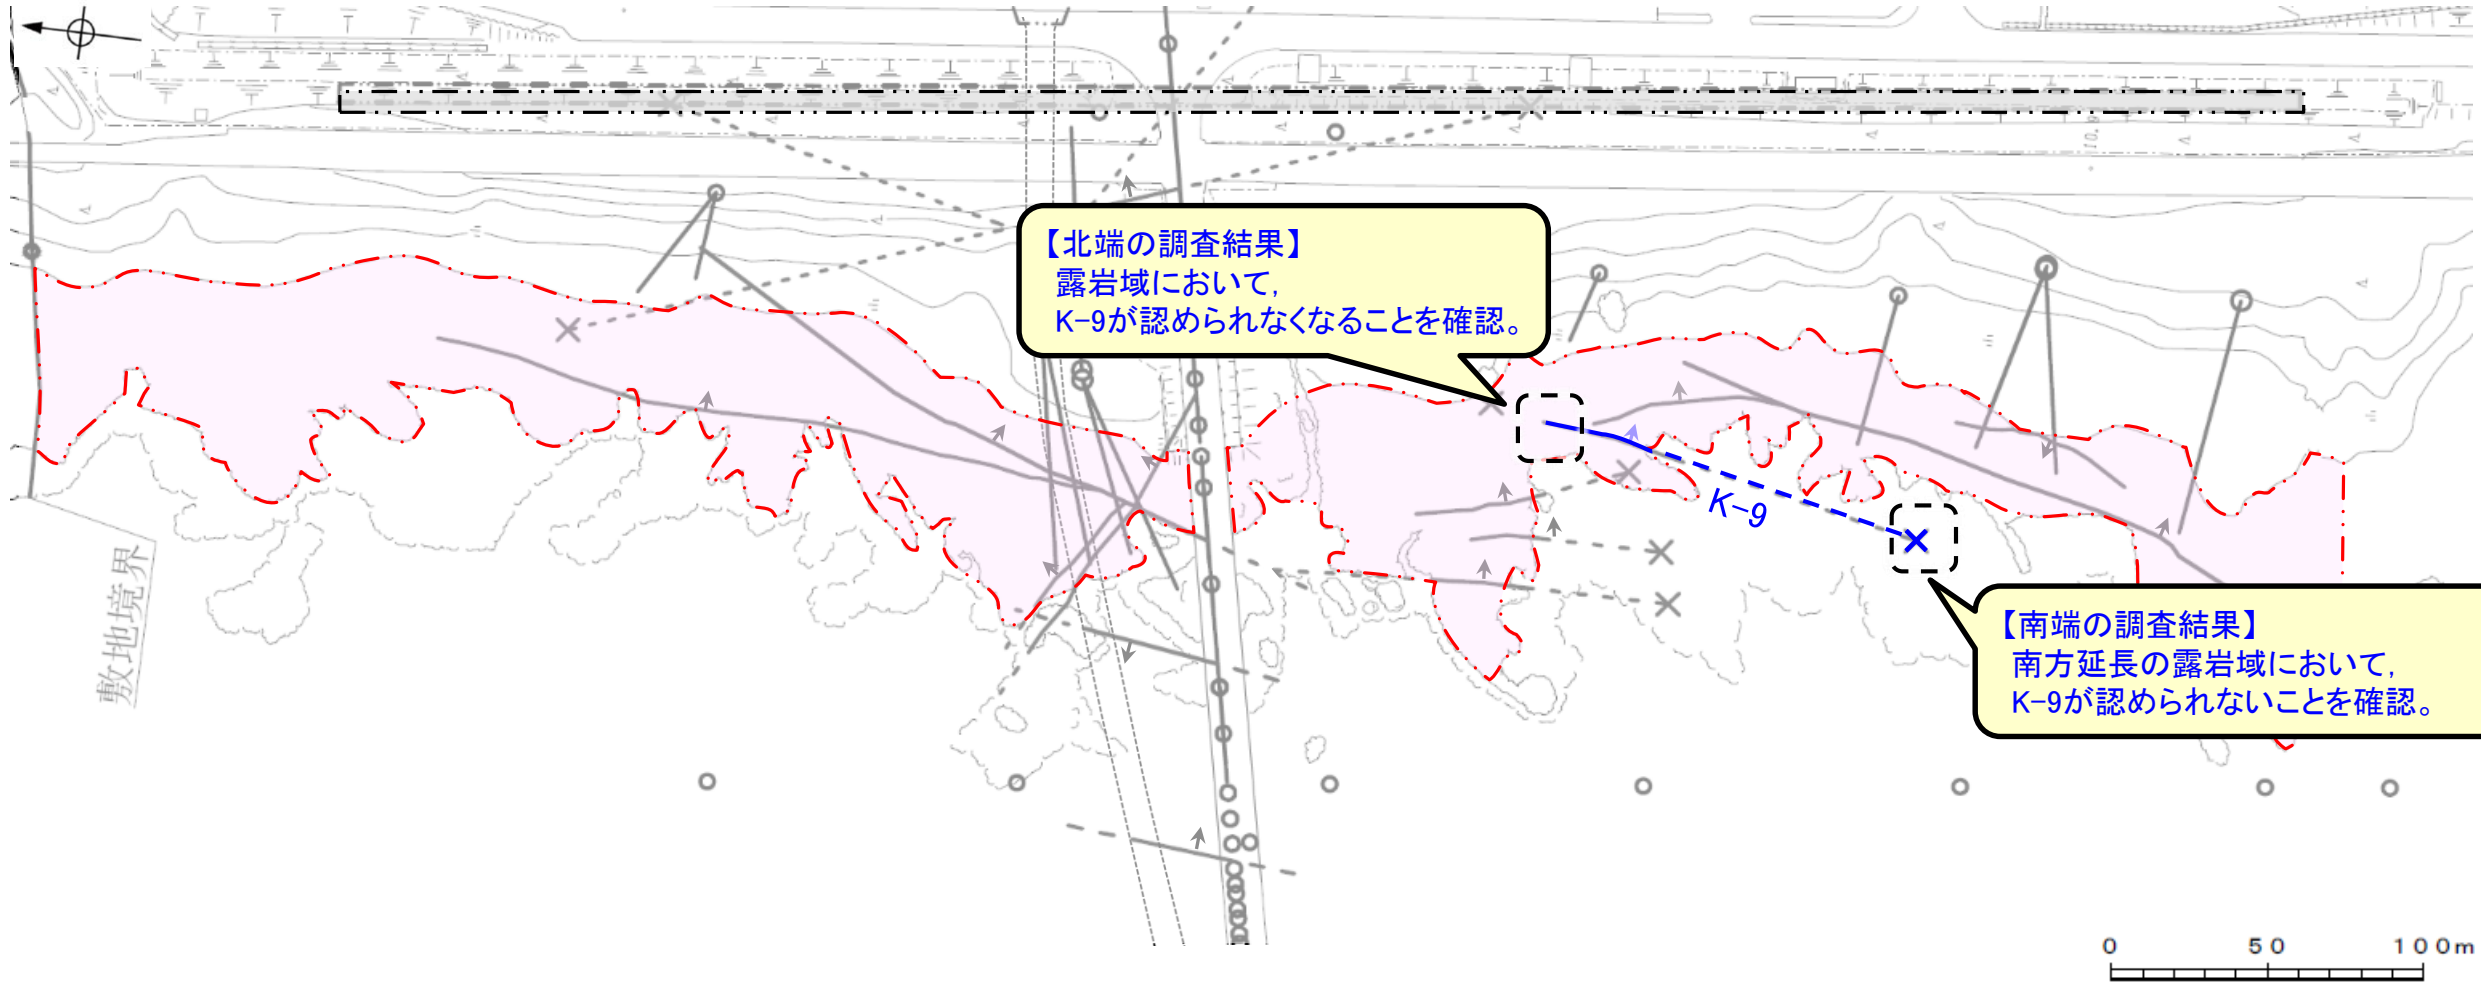 【北端の調査結果】
露岩域において,
K-9が認められなくなることを確認。
K-9
【南端の調査結果】
南方延長の露岩域において,
K-9が認められないことを確認。
敷地境界
0 50 100m